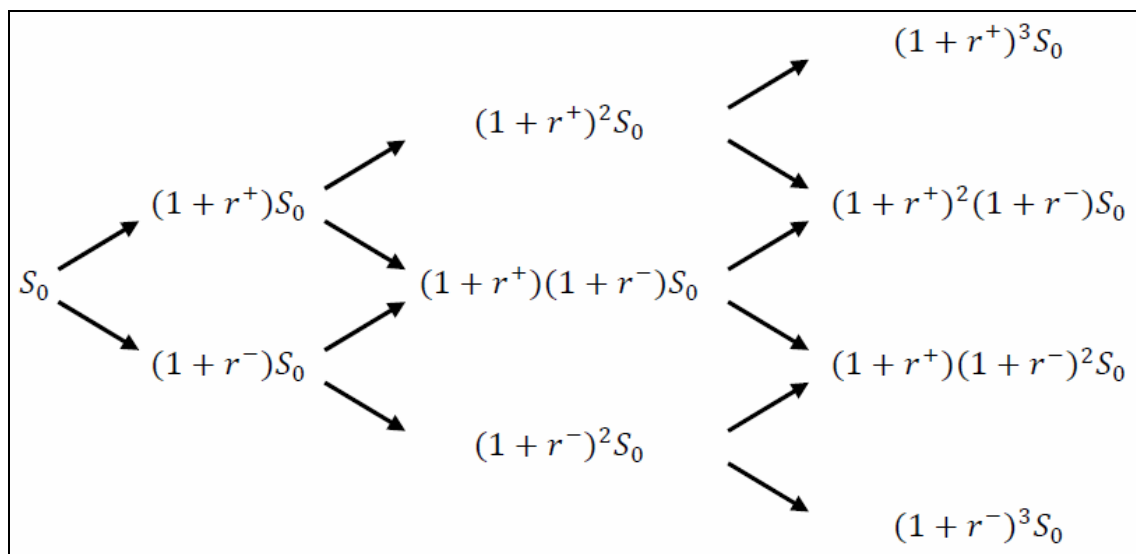 (1 + r⁺)³S₀
(1 + r⁺)²S₀
(1 + r⁺)S₀
(1 + r⁺)²(1 + r⁻)S₀
S₀
(1 + r⁺)(1 + r⁻)S₀
(1 + r⁻)S₀
(1 + r⁺)(1 + r⁻)²S₀
(1 + r⁻)²S₀
(1 + r⁻)³S₀